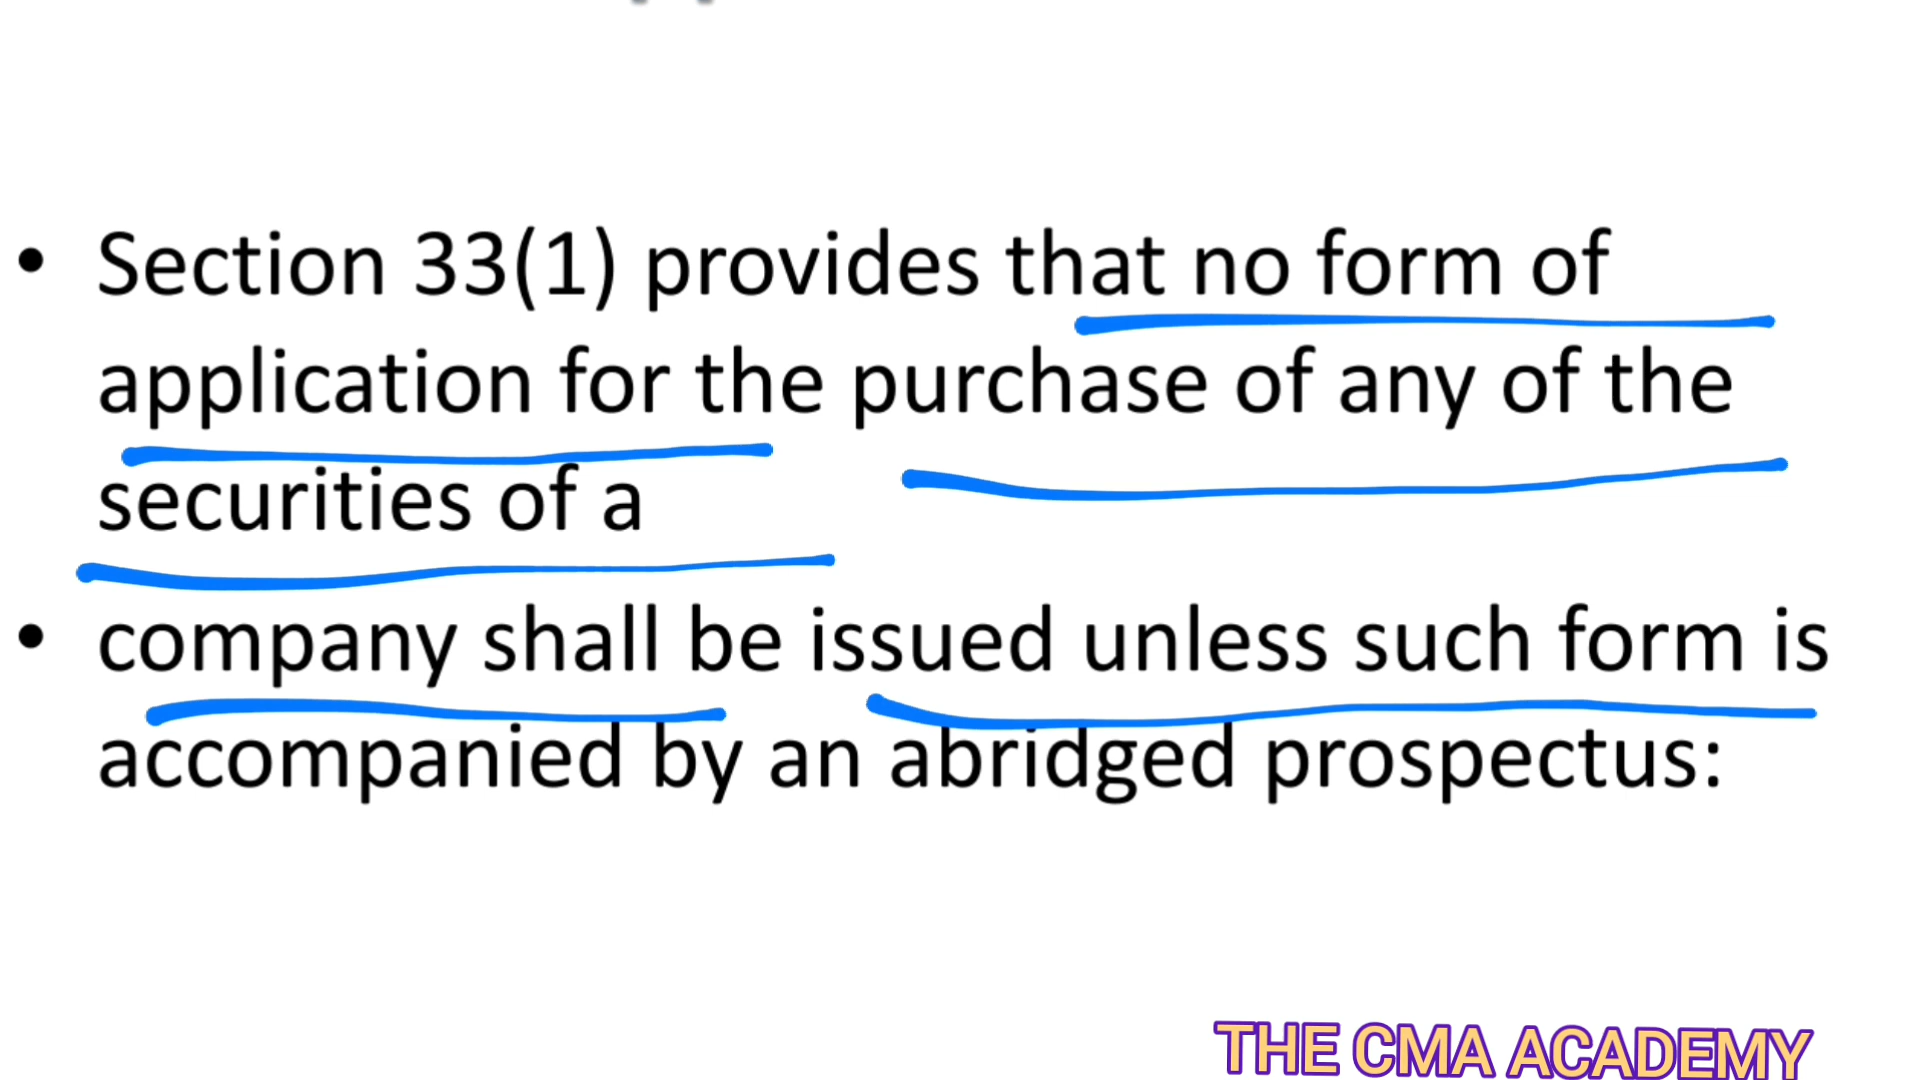 • Section 33(1) provides that no form of
application for the purchase of any of the
securities of a
• company shall be issued unless such form is
accompanied by an abridged prospectus:
THE CMA ACADEMY